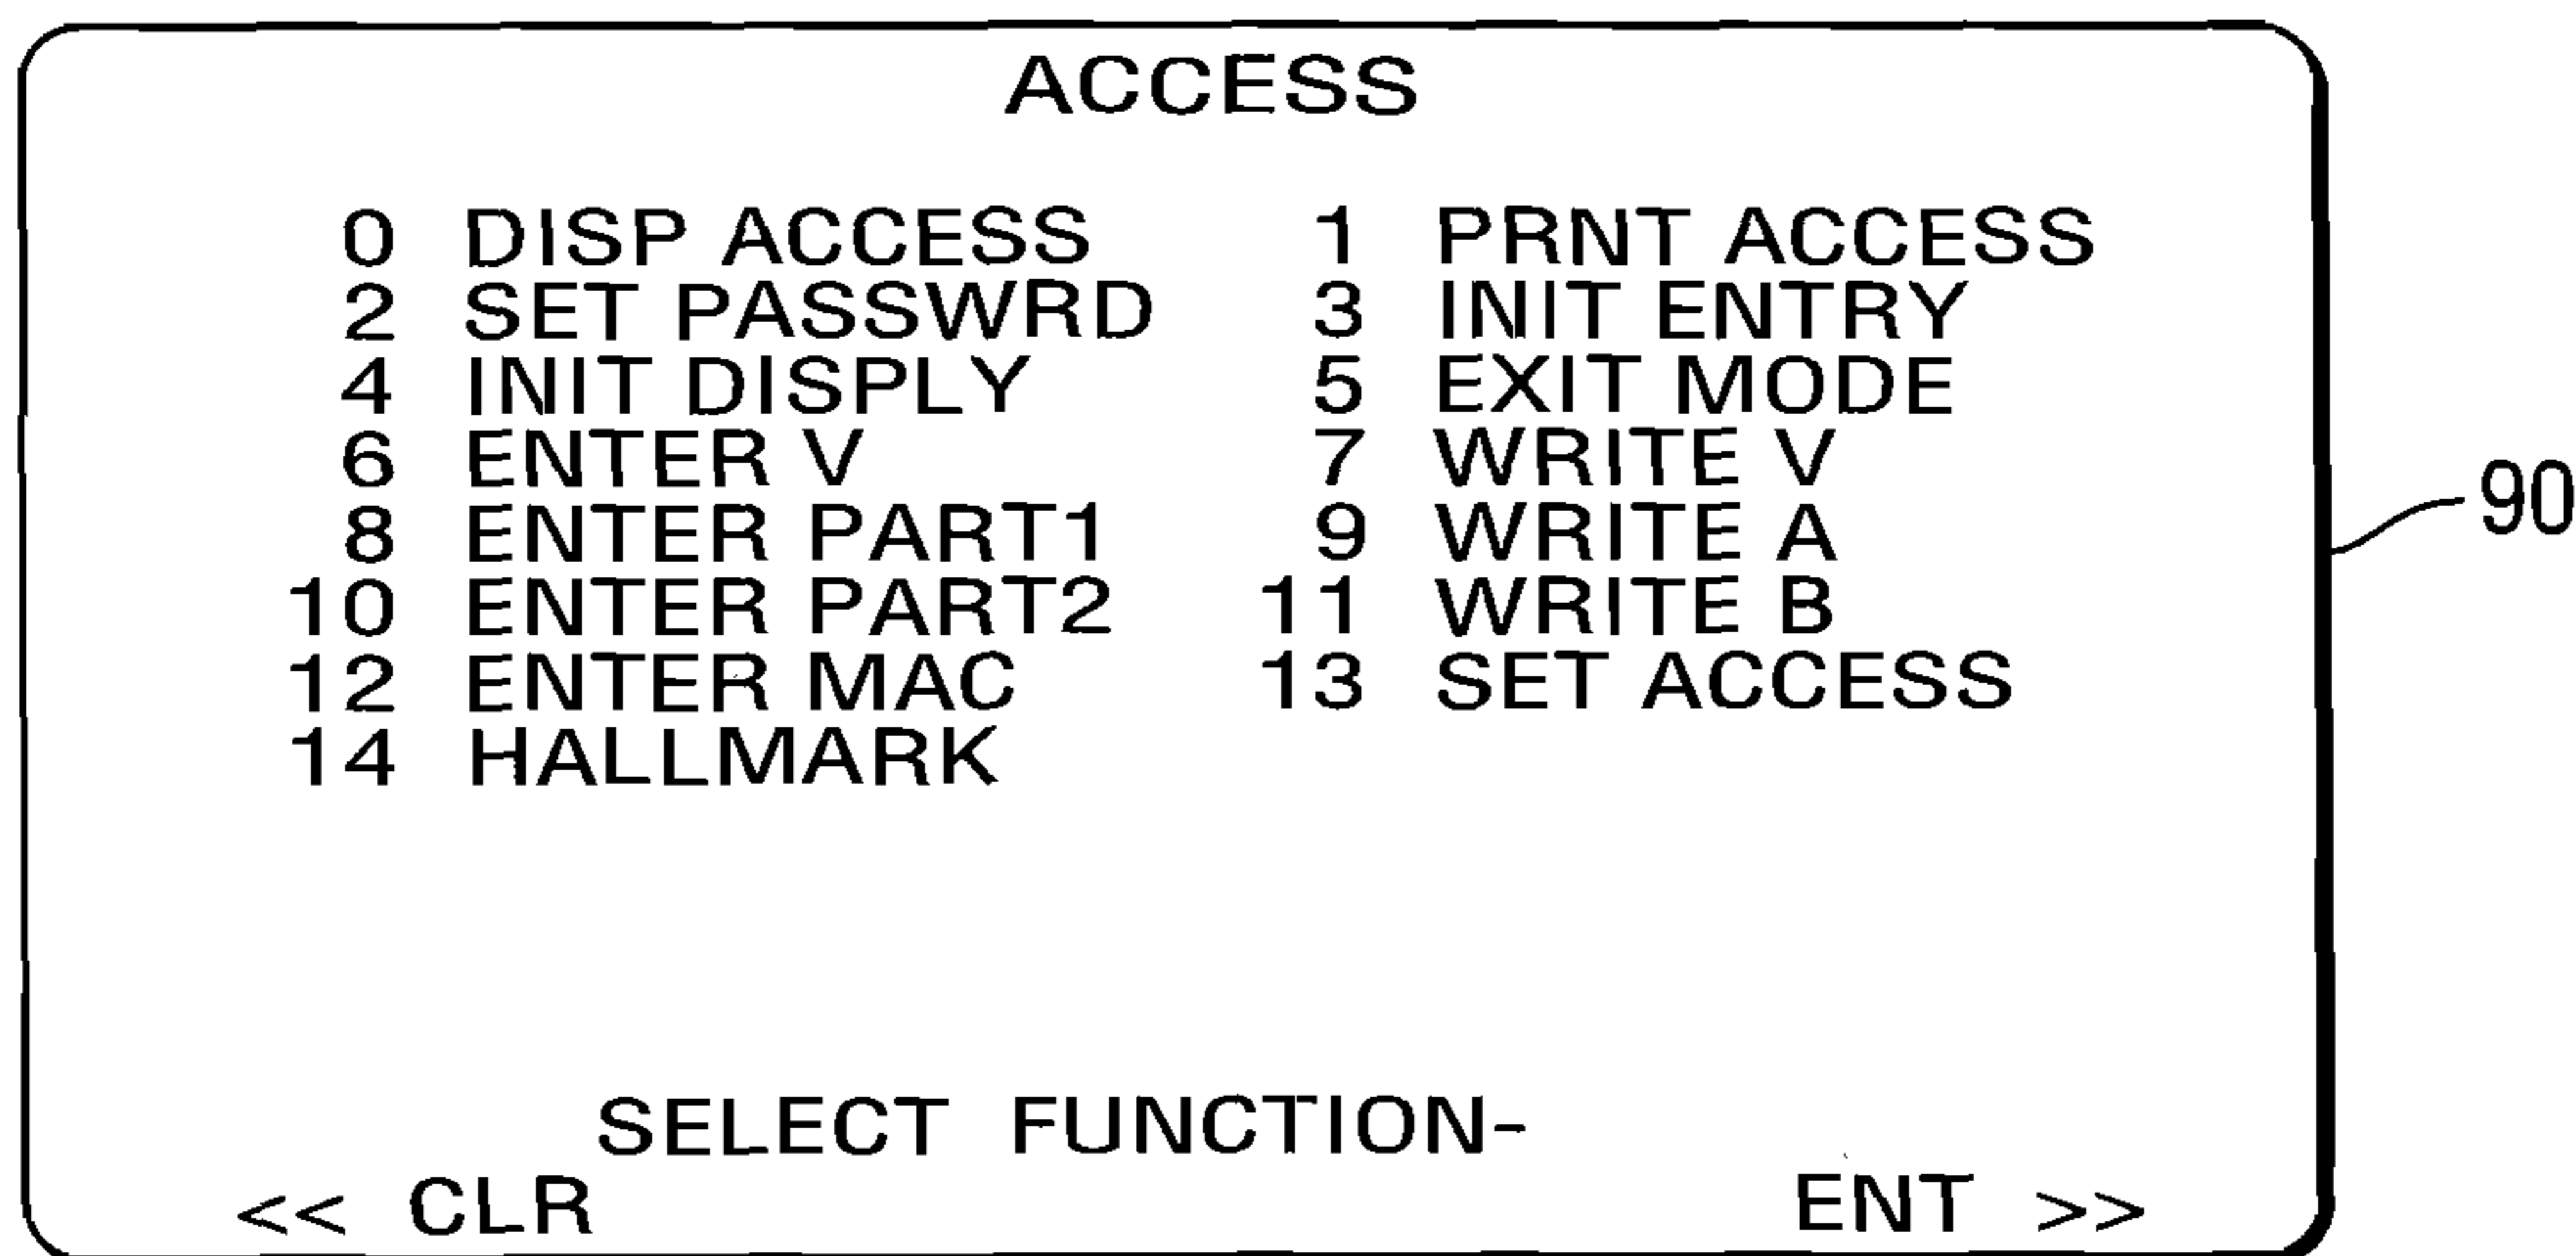 ACCESS
0 DISP ACCESS 1 PRNT ACCESS
2 SET PASSWRD 3 INIT ENTRY
4 INIT DISPLY 5 EXIT MODE
6 ENTER V 7 WRITE V
8 ENTER PART1 9 WRITE A
10 ENTER PART2 11 WRITE B
12 ENTER MAC 13 SET ACCESS
14 HALLMARK
90
SELECT FUNCTION-
<< CLR ENT >>